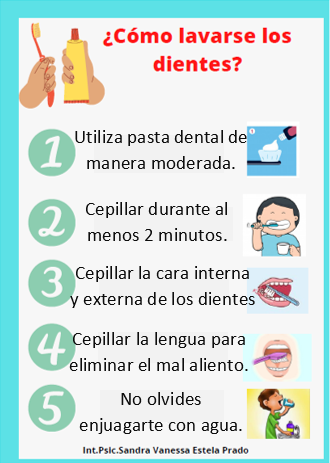 ¿Cómo lavarse los
dientes?
1
Utiliza pasta dental de
manera moderada.
2
Cepillar durante al
menos 2 minutos.
3
Cepillar la cara interna
y externa de los dientes
4
Cepillar la lengua para
eliminar el mal aliento.
5
No olvides
enjuagarte con agua.
Int.Psic.Sandra Vanessa Estela Prado